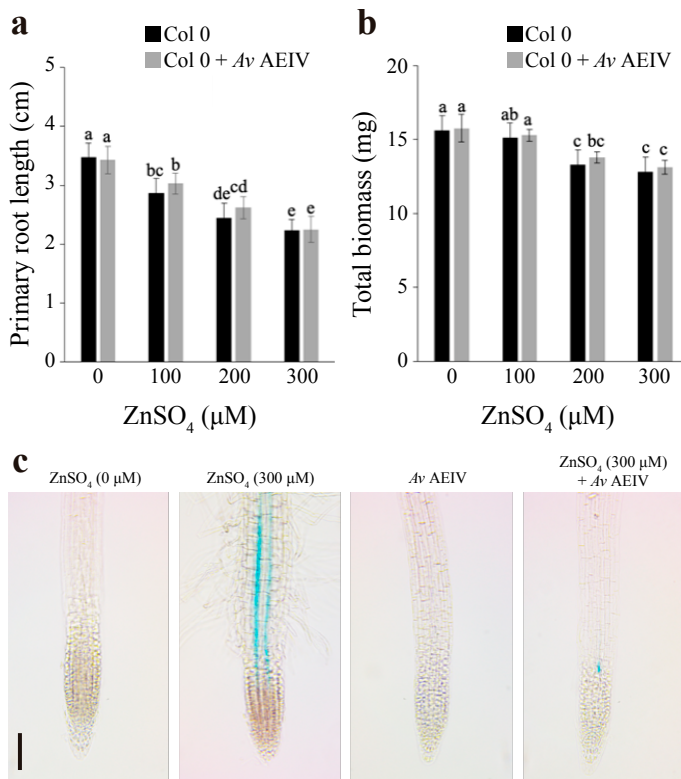 a
Col 0
Col 0 + Av AEIV
Primary root length (cm)
5
4
3
2
1
0
a a
bc b
de cd
e e
0 100 200 300
ZnSO4 (μM)
b
Col 0
Col 0 + Av AEIV
Total biomass (mg)
20
15
10
5
0
a a
ab a
c bc
c c
0 100 200 300
ZnSO4 (μM)
c
ZnSO4 (0 μM)
ZnSO4 (300 μM)
Av AEIV
ZnSO4 (300 μM)
+ Av AEIV